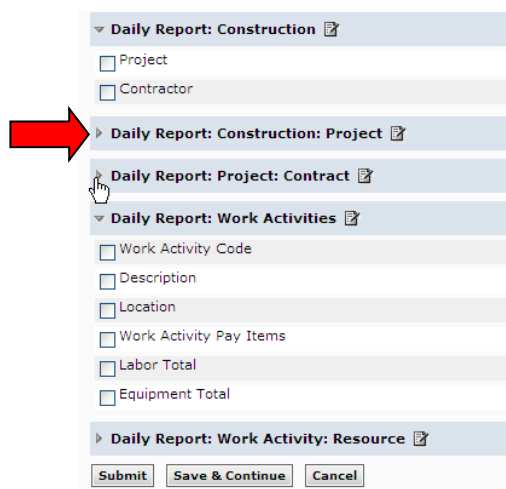 Daily Report: Construction
Project
Contractor
Daily Report: Construction: Project
Daily Report: Project: Contract
Daily Report: Work Activities
Work Activity Code
Description
Location
Work Activity Pay Items
Labor Total
Equipment Total
Daily Report: Work Activity: Resource
Submit Save & Continue Cancel